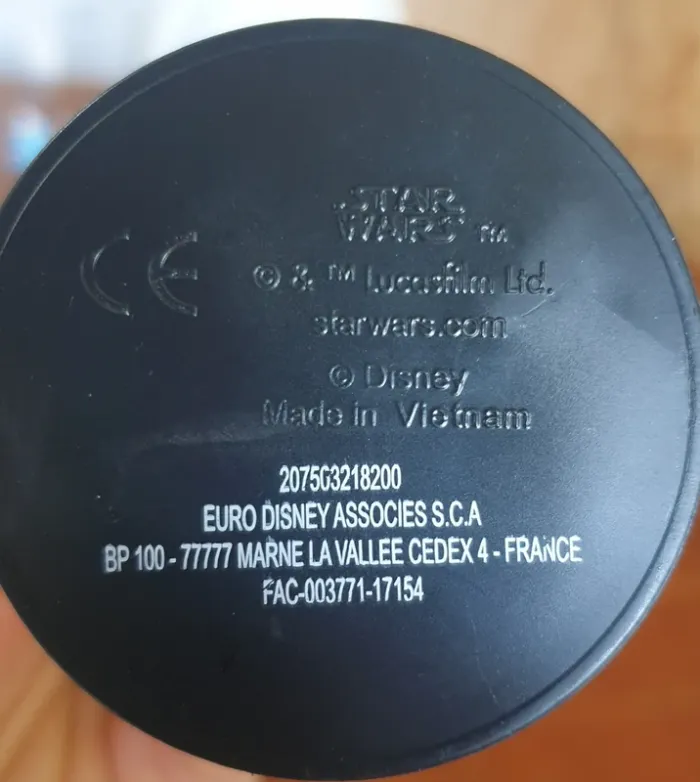 STAR
WARS TM
CE
© & ™ Lucasfilm Ltd.
starwars.com
© Disney
Made in Vietnam
207503218200
EURO DISNEY ASSOCIES S.C.A
BP 100 - 77777 MARNE LA VALLEE CEDEX 4 - FRANCE
FAC-003771-17154